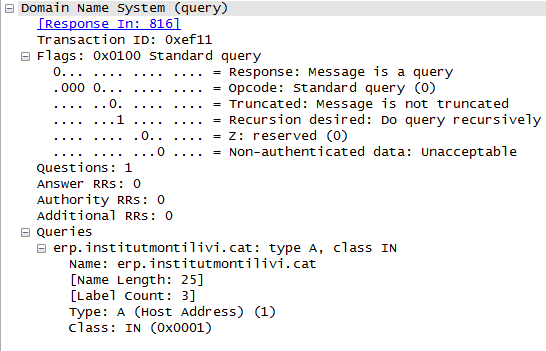 Domain Name System (query)
[Response In: 816]
Transaction ID: 0xef11
Flags: 0x0100 Standard query
0... .... .... .... = Response: Message is a query
.000 0... .... .... = Opcode: Standard query (0)
.... ..0. .... .... = Truncated: Message is not truncated
.... ...1 .... .... = Recursion desired: Do query recursively
.... .... .0.. .... = Z: reserved (0)
.... .... ...0 .... = Non-authenticated data: Unacceptable
Questions: 1
Answer RRs: 0
Authority RRs: 0
Additional RRs: 0
Queries
erp.institutmontilivi.cat: type A, class IN
Name: erp.institutmontilivi.cat
[Name Length: 25]
[Label Count: 3]
Type: A (Host Address) (1)
Class: IN (0x0001)